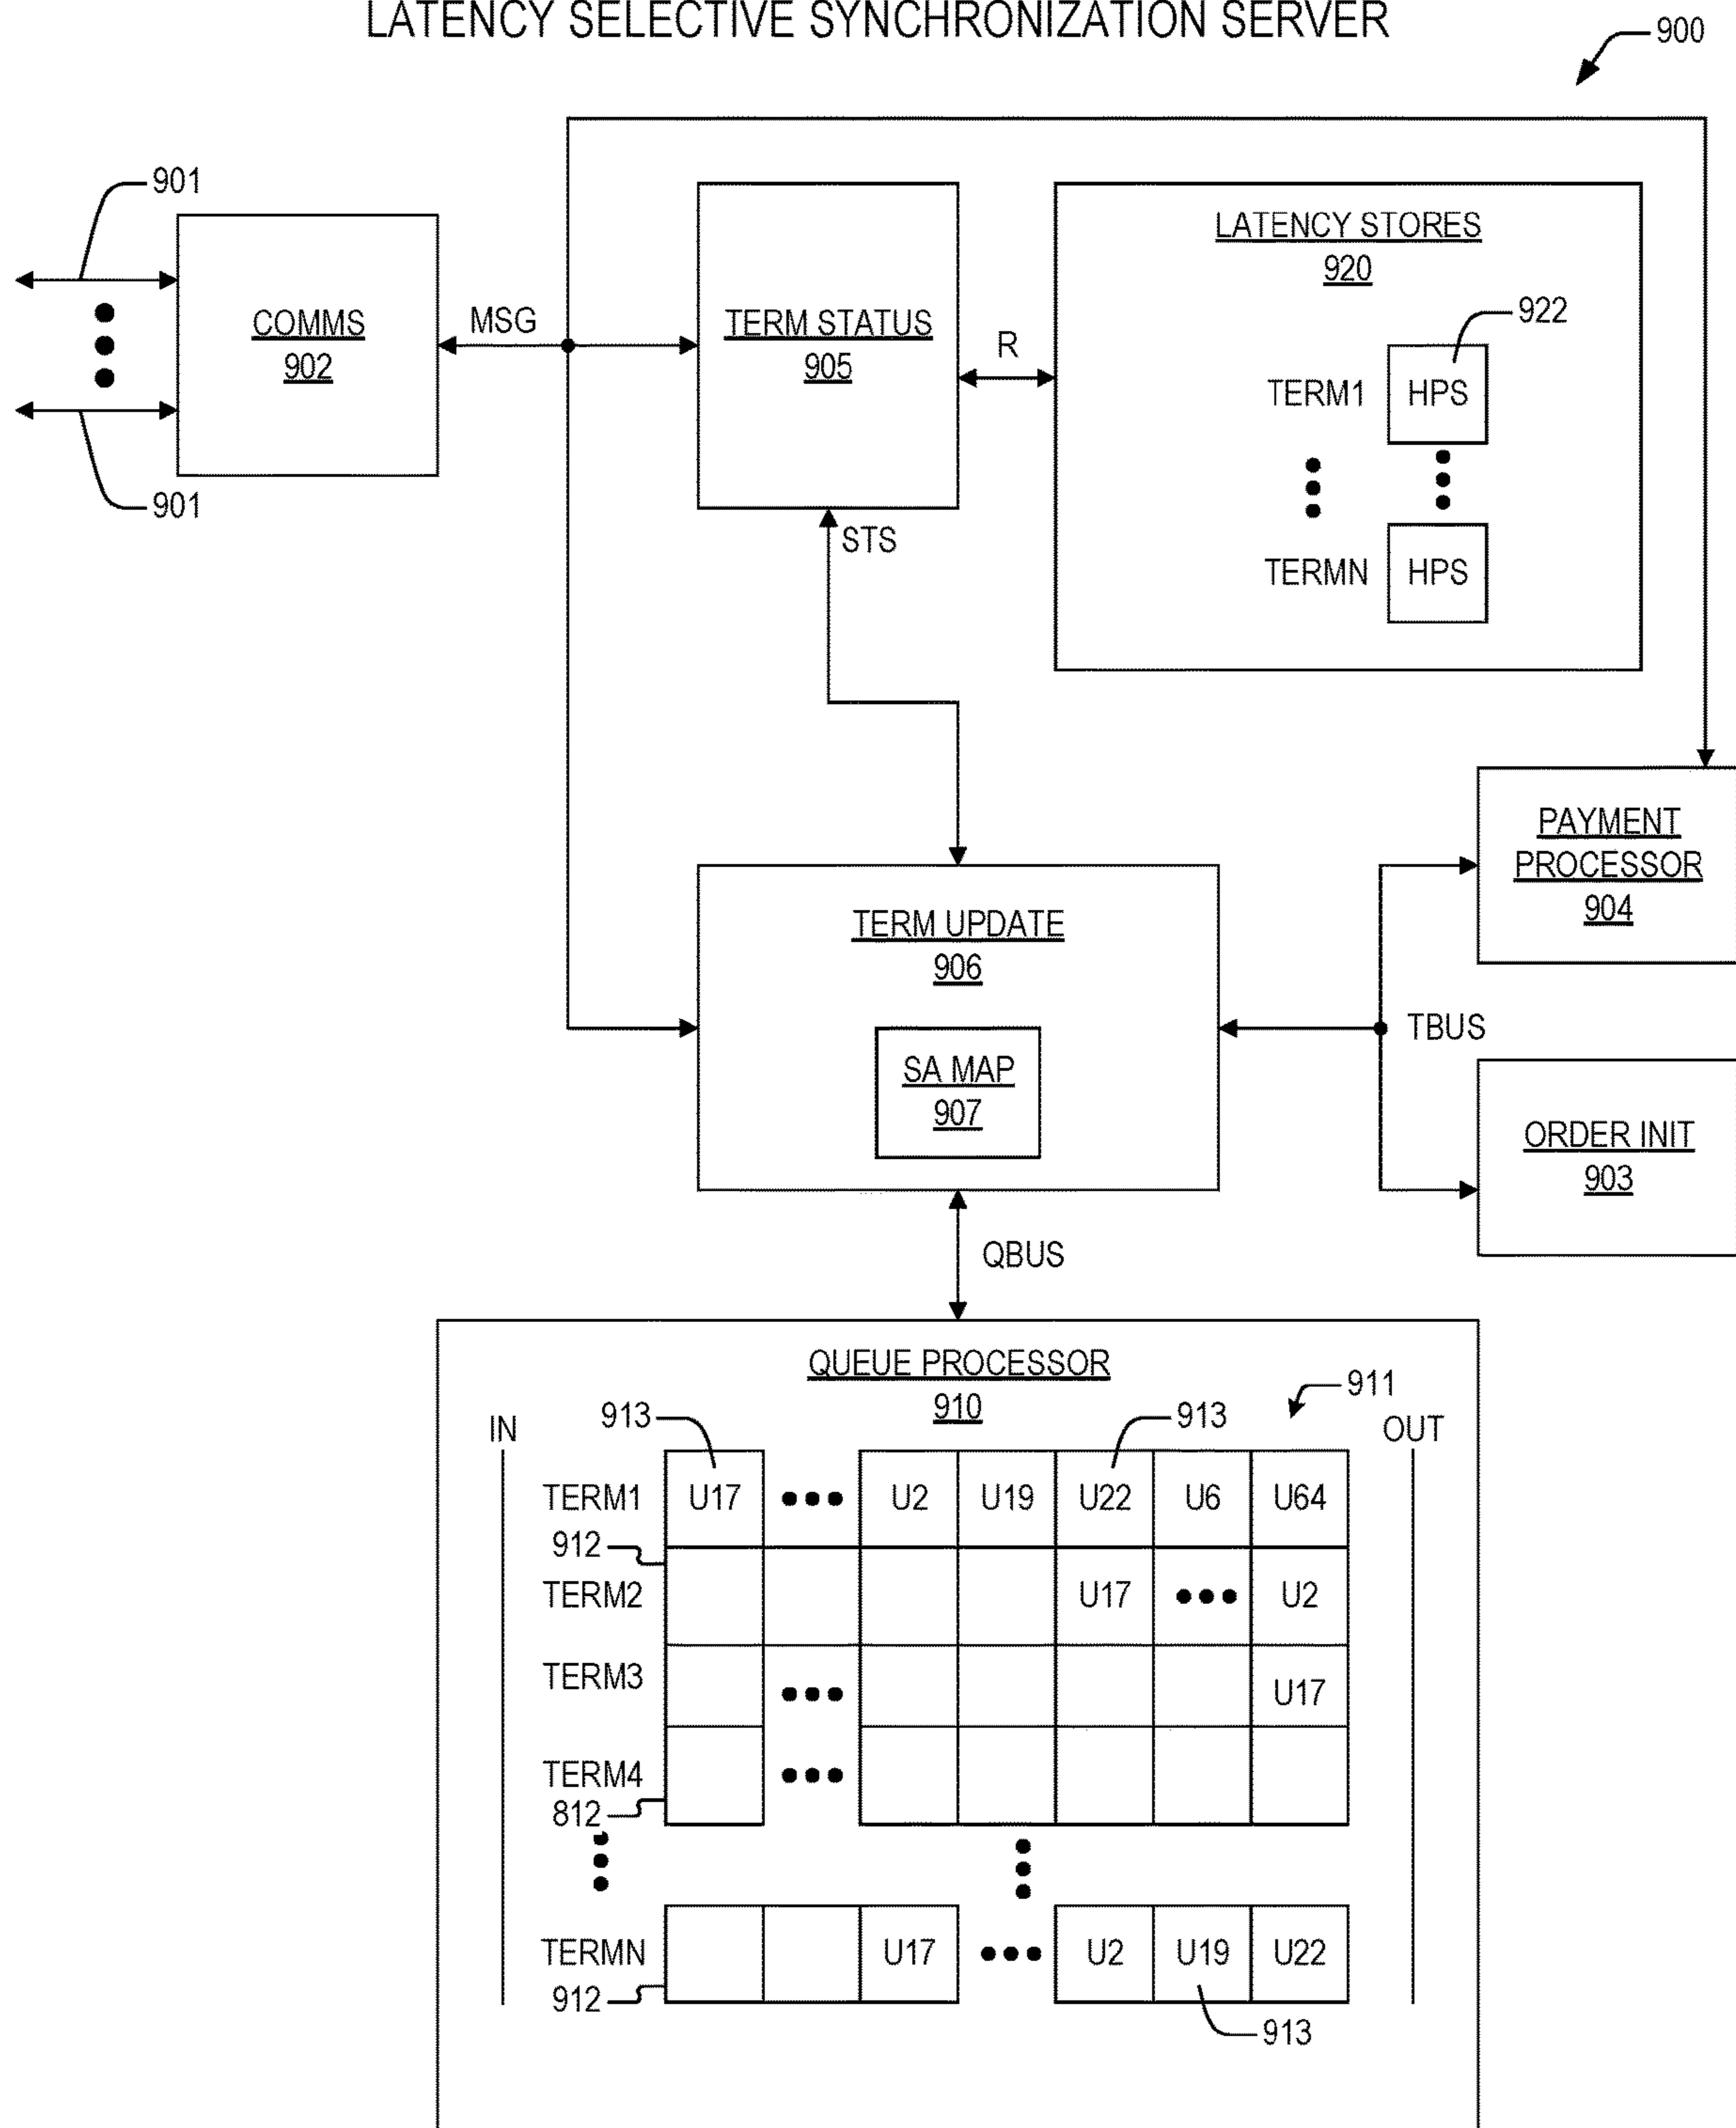 LATENCY SELECTIVE SYNCHRONIZATION SERVER
900
901
901
COMMS
902
MSG
TERM STATUS
905
R
LATENCY STORES
920
922
TERM1 HPS
TERMN HPS
STS
PAYMENT
PROCESSOR
904
TERM UPDATE
906
SA MAP
907
TBUS
ORDER INIT
903
QBUS
QUEUE PROCESSOR
910
911
913
913
IN
OUT
TERM1 U17 U2 U19 U22 U6 U64
912
TERM2 U17 U2
TERM3 U17
TERM4
812
TERMN U17 U2 U19 U22
912
913